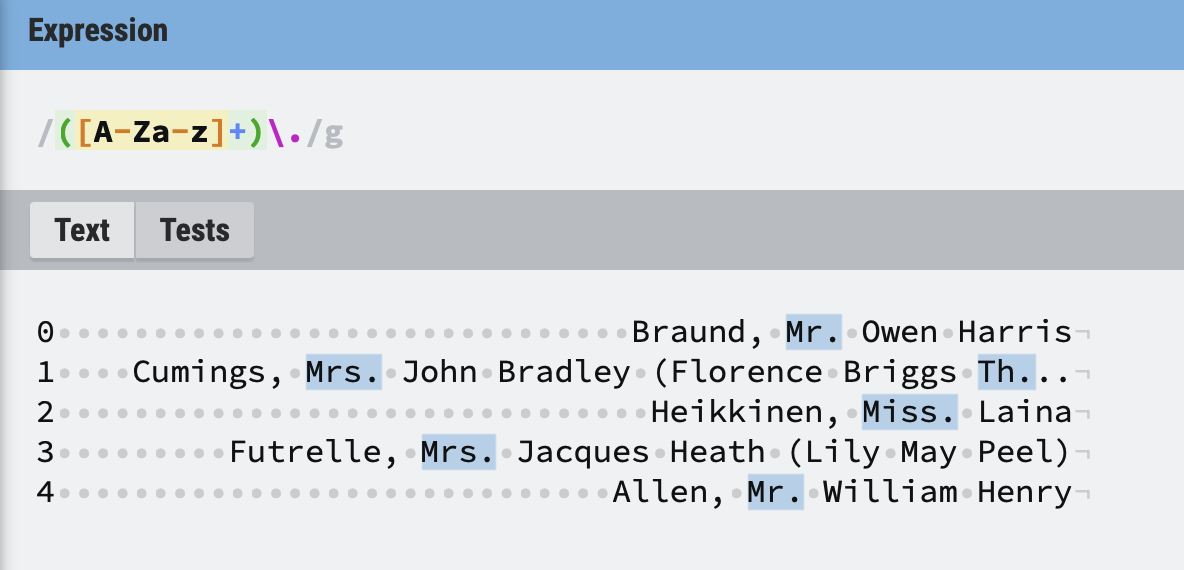 Expression
/([A-Za-z]+)\./g
Text Tests
0 Braund, Mr. Owen Harris
1 Cumings, Mrs. John Bradley (Florence Briggs Th...
2 Heikkinen, Miss. Laina
3 Futrelle, Mrs. Jacques Heath (Lily May Peel)
4 Allen, Mr. William Henry